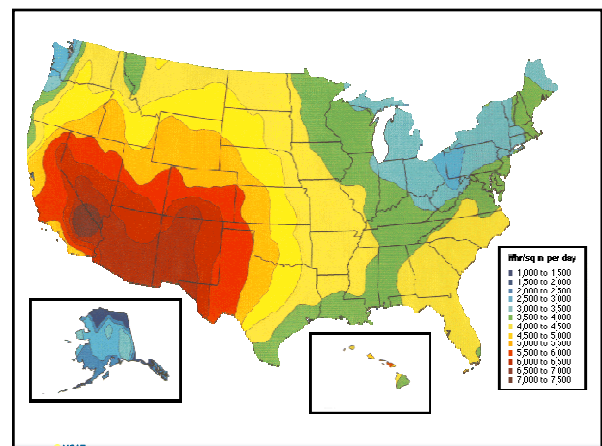 Whr/sq m per day
1,000 to 1,500
1,500 to 2,000
2,000 to 2,500
2,500 to 3,000
3,000 to 3,500
3,500 to 4,000
4,000 to 4,500
4,500 to 5,000
5,000 to 5,500
5,500 to 6,000
6,000 to 6,500
6,500 to 7,000
7,000 to 7,500